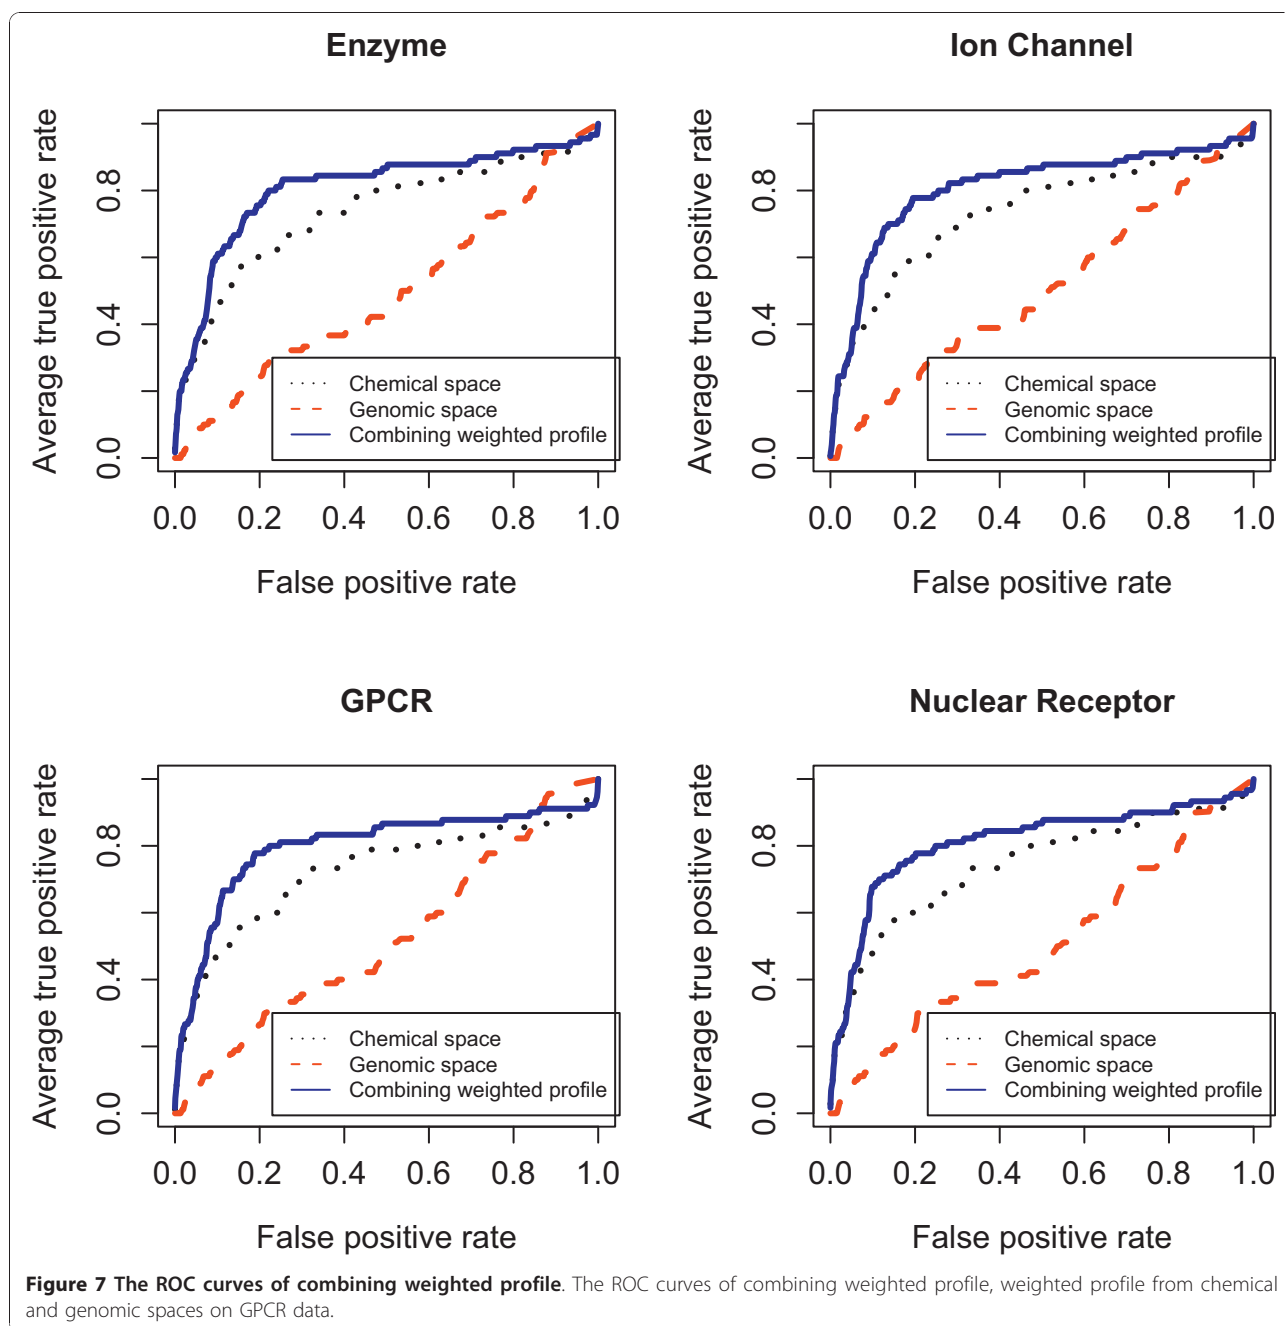 Enzyme
Average true positive rate
0.0 0.4 0.8
Chemical space
Genomic space
Combining weighted profile
0.0 0.2 0.4 0.6 0.8 1.0
False positive rate
Ion Channel
Average true positive rate
0.0 0.4 0.8
Chemical space
Genomic space
Combining weighted profile
0.0 0.2 0.4 0.6 0.8 1.0
False positive rate
GPCR
Average true positive rate
0.0 0.4 0.8
Chemical space
Genomic space
Combining weighted profile
0.0 0.2 0.4 0.6 0.8 1.0
False positive rate
Nuclear Receptor
Average true positive rate
0.0 0.4 0.8
Chemical space
Genomic space
Combining weighted profile
0.0 0.2 0.4 0.6 0.8 1.0
False positive rate
Figure 7 The ROC curves of combining weighted profile. The ROC curves of combining weighted profile, weighted profile from chemical
and genomic spaces on GPCR data.